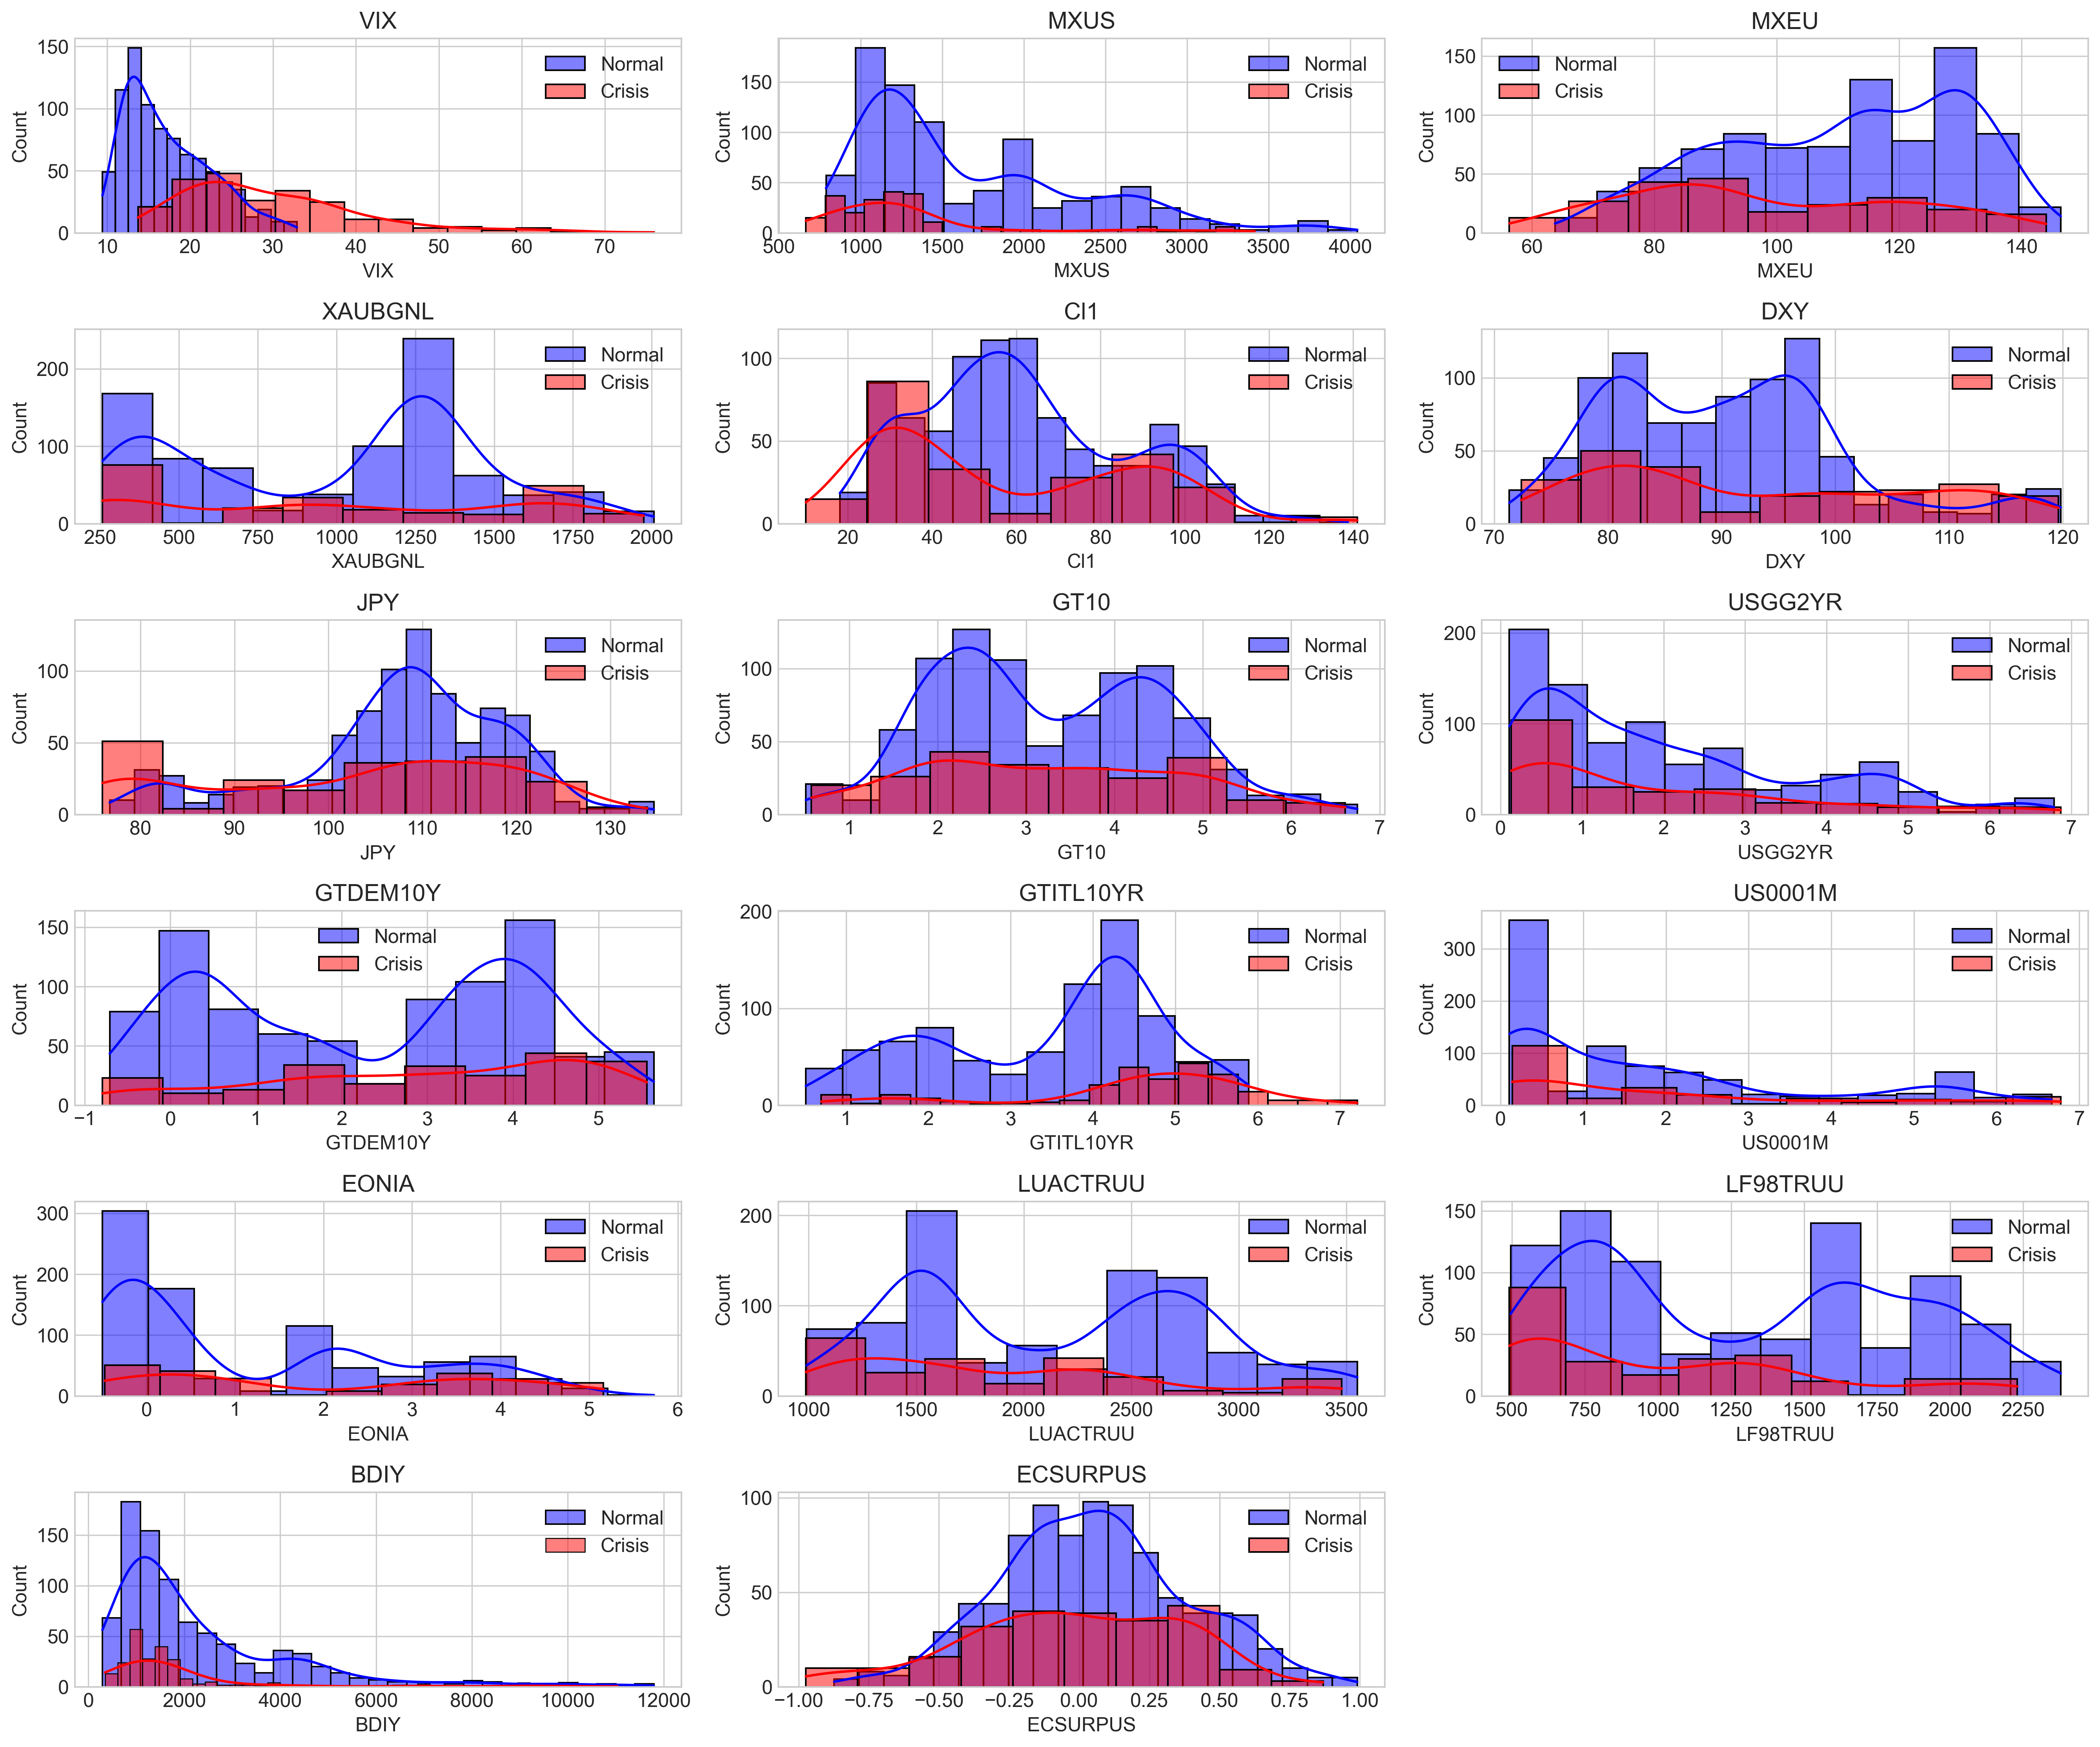 VIX
150
100
50
0
Count
10 20 30 40 50 60 70
VIX
Normal
Crisis
MXUS
150
100
50
0
Count
500 1000 1500 2000 2500 3000 3500 4000
MXUS
Normal
Crisis
MXEU
150
100
50
0
Count
60 80 100 120 140
MXEU
Normal
Crisis
XAUBGNL
200
100
0
Count
250 500 750 1000 1250 1500 1750 2000
XAUBGNL
Normal
Crisis
Cl1
100
50
0
Count
20 40 60 80 100 120 140
Cl1
Normal
Crisis
DXY
100
50
0
Count
70 80 90 100 110 120
DXY
Normal
Crisis
JPY
100
50
0
Count
80 90 100 110 120 130
JPY
Normal
Crisis
GT10
100
50
0
Count
1 2 3 4 5 6 7
GT10
Normal
Crisis
USGG2YR
200
100
0
Count
0 1 2 3 4 5 6 7
USGG2YR
Normal
Crisis
GTDEM10Y
150
100
50
0
Count
−1 0 1 2 3 4 5
GTDEM10Y
Normal
Crisis
GTITL10YR
200
100
0
Count
1 2 3 4 5 6 7
GTITL10YR
Normal
Crisis
US0001M
300
200
100
0
Count
0 1 2 3 4 5 6 7
US0001M
Normal
Crisis
EONIA
300
200
100
0
Count
0 1 2 3 4 5 6
EONIA
Normal
Crisis
LUACTRUU
200
100
0
Count
1000 1500 2000 2500 3000 3500
LUACTRUU
Normal
Crisis
LF98TRUU
150
100
50
0
Count
500 750 1000 1250 1500 1750 2000 2250
LF98TRUU
Normal
Crisis
BDIY
150
100
50
0
Count
0 2000 4000 6000 8000 10000 12000
BDIY
Normal
Crisis
ECSURPUS
100
50
0
Count
−1.00 −0.75 −0.50 −0.25 0.00 0.25 0.50 0.75 1.00
ECSURPUS
Normal
Crisis